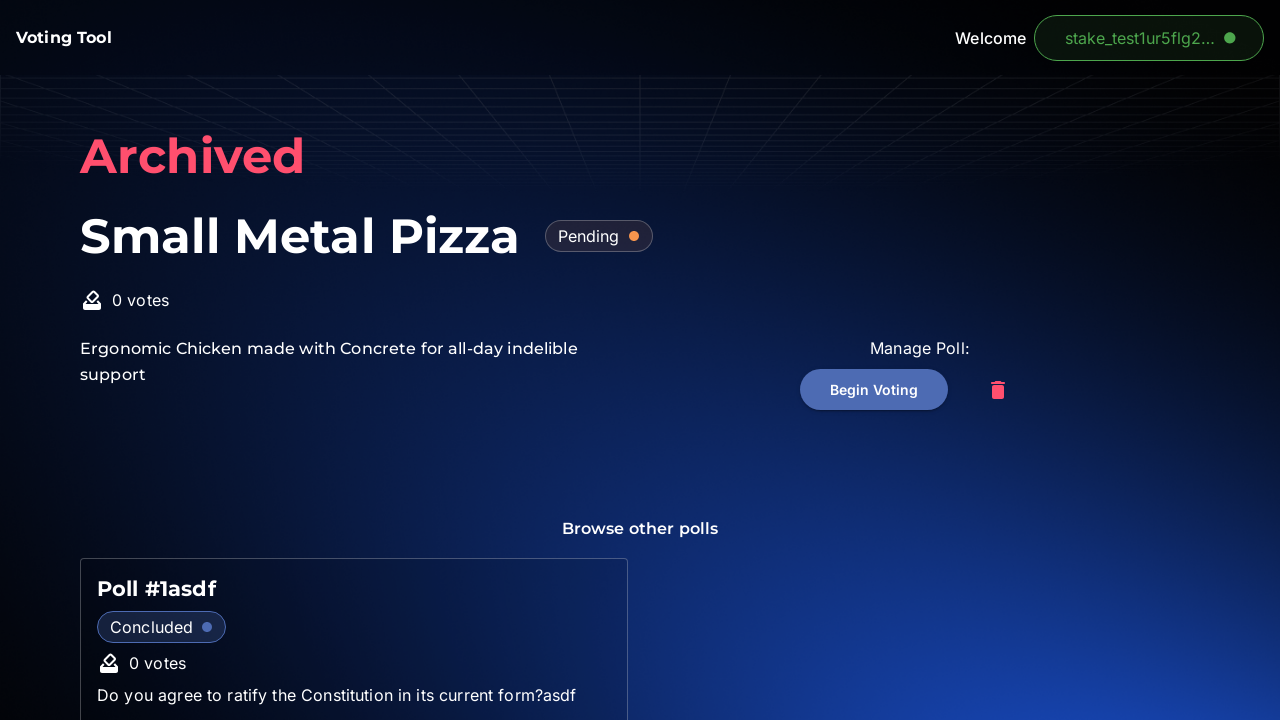 Voting Tool
Welcome
stake_test1ur5flg2...
Archived
Small Metal Pizza
Pending
0 votes
Ergonomic Chicken made with Concrete for all-day indelible
support
Manage Poll:
Begin Voting
Browse other polls
Poll #1asdf
Concluded
0 votes
Do you agree to ratify the Constitution in its current form?asdf